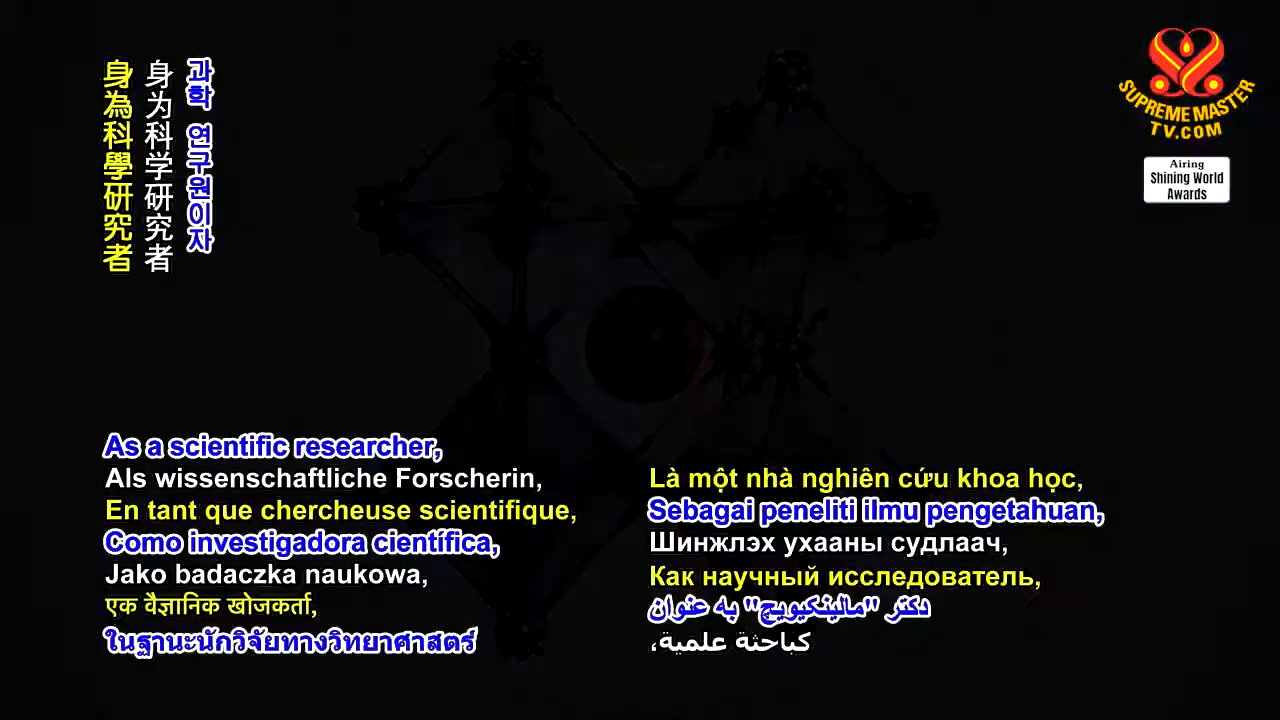 身為科學研究者
身为科学研究者
과학 연구원이자
SUPREME MASTER
TV.COM
Airing
Shining World
Awards
As a scientific researcher,
Als wissenschaftliche Forscherin,
En tant que chercheuse scientifique,
Como investigadora científica,
Jako badaczka naukowa,
एक वैज्ञानिक खोजकर्ता,
ในฐานะนักวิจัยทางวิทยาศาสตร์
Là một nhà nghiên cứu khoa học,
Sebagai peneliti ilmu pengetahuan,
Шинжлэх ухааны судлаач,
Как научный исследователь,
دکتر "مالینکیویچ" به عنوان
كباحثة علمية،